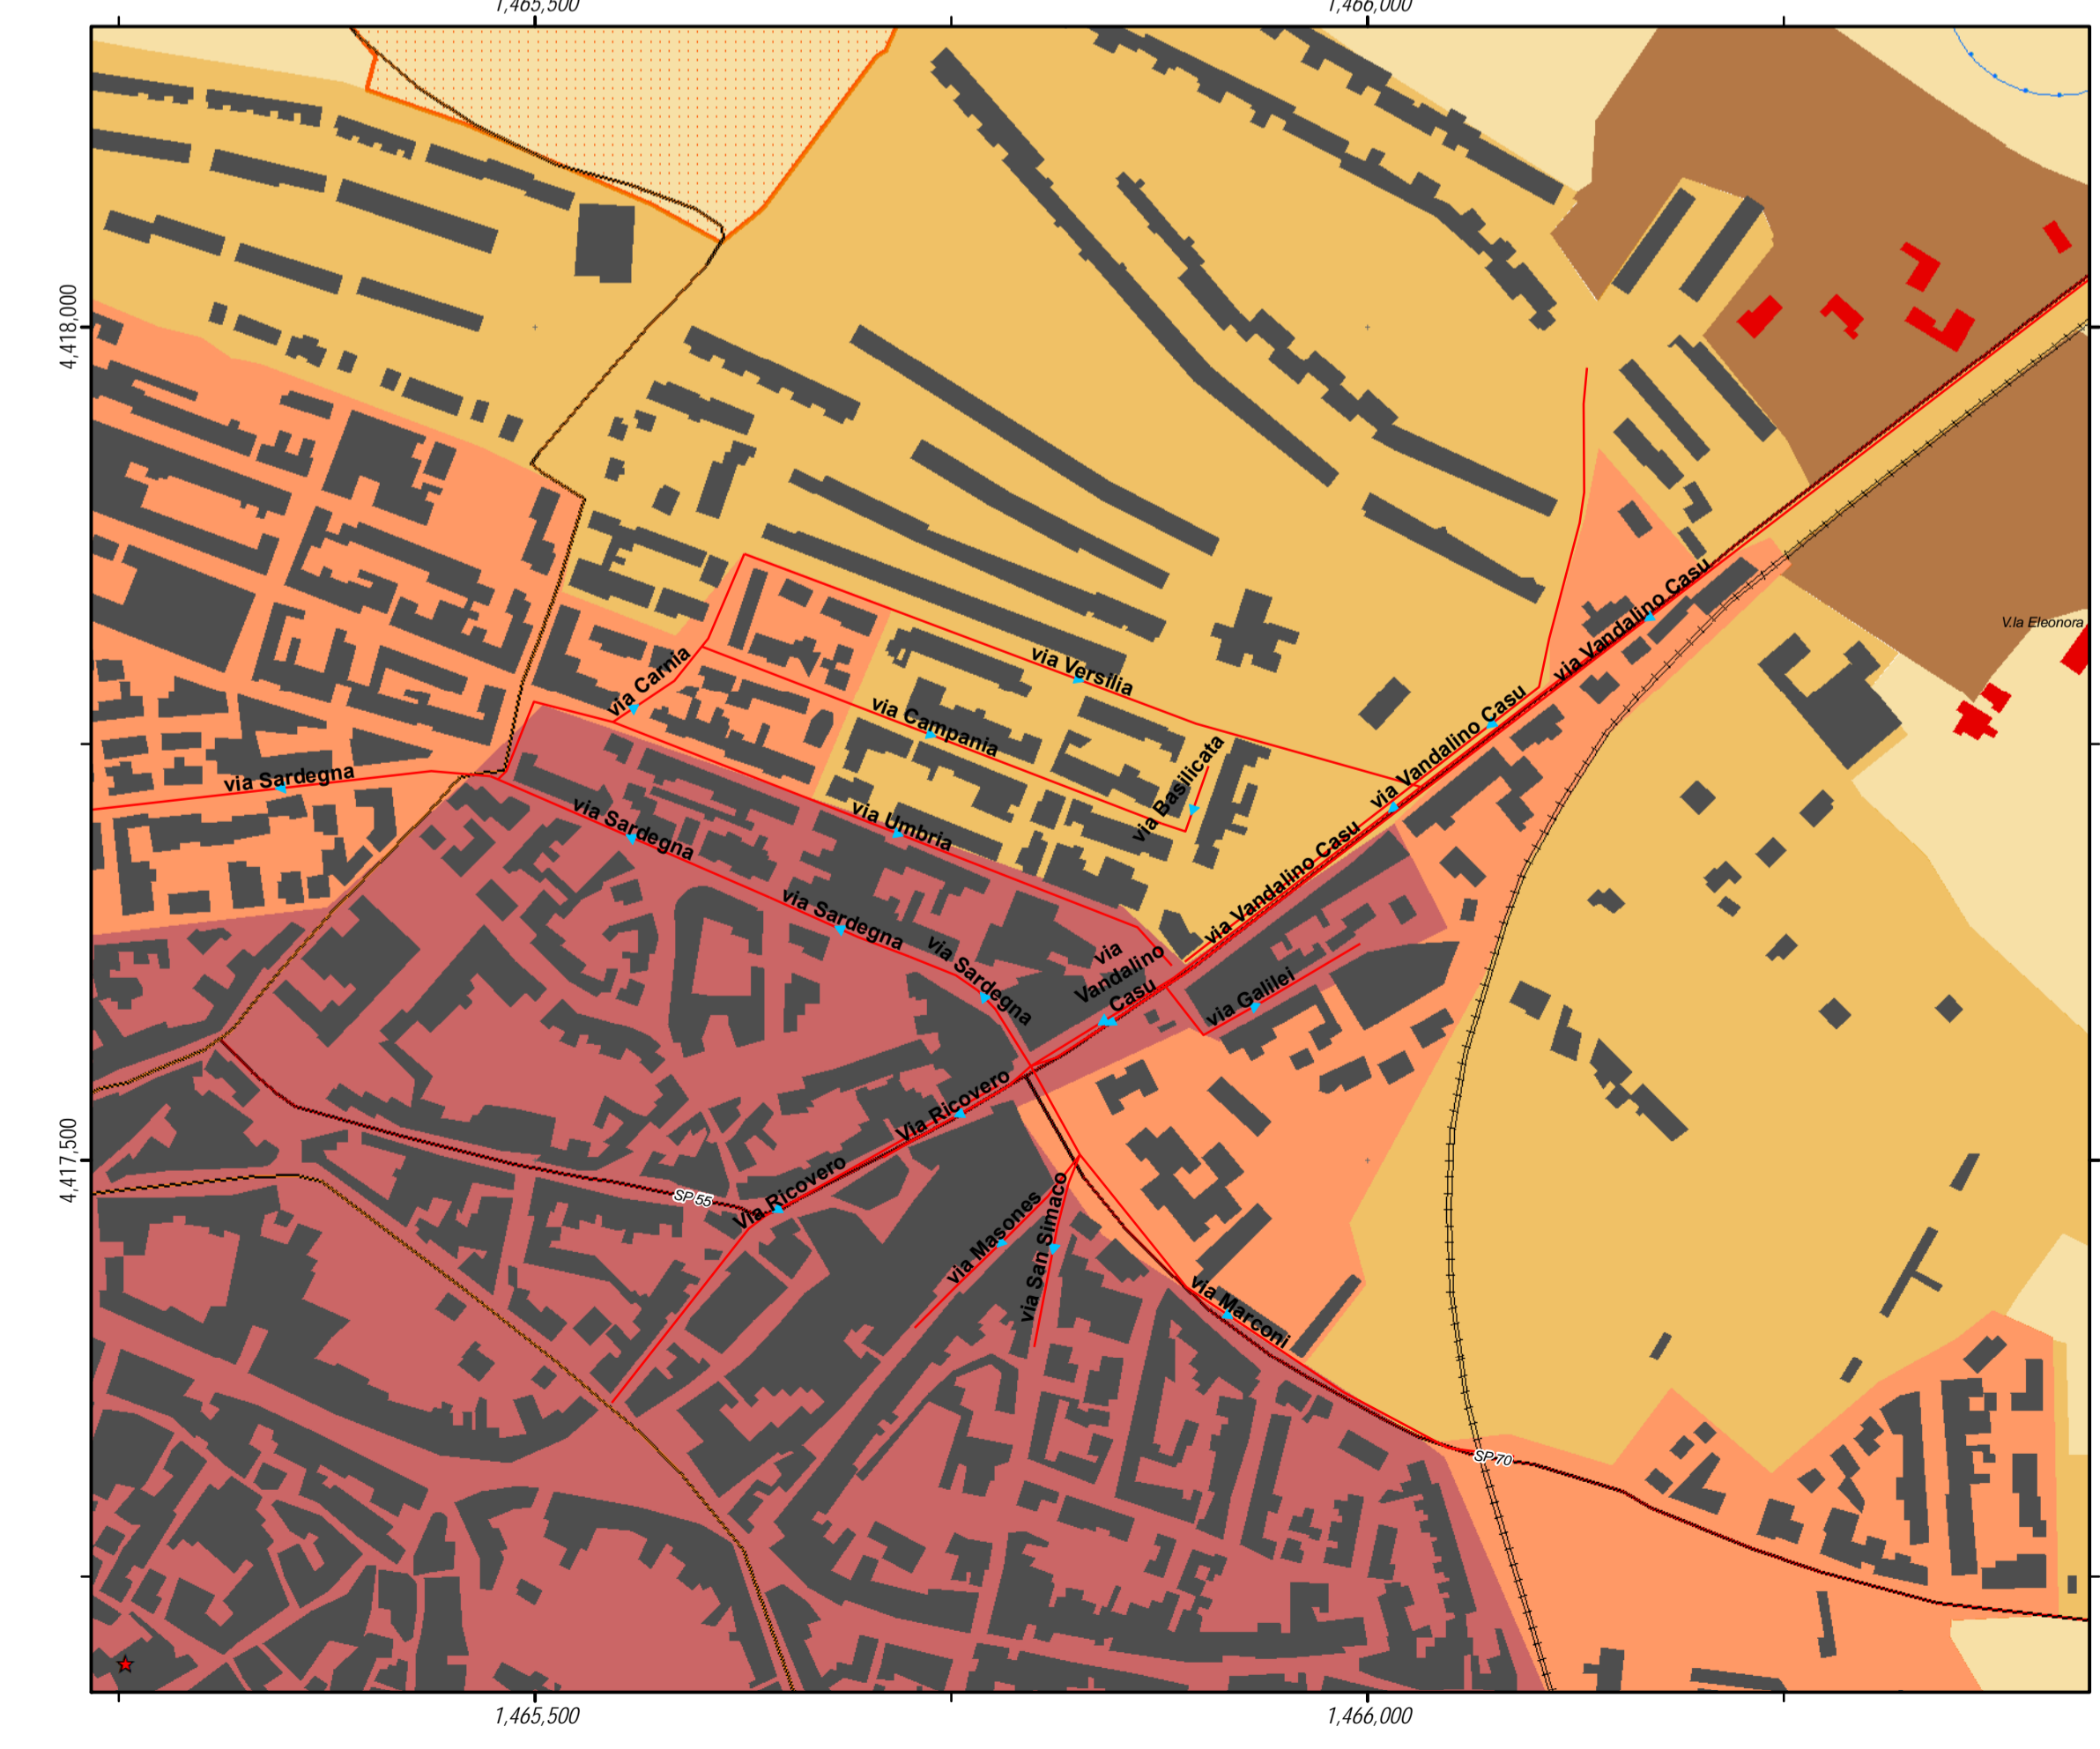 1,465,500
1,466,000
4,418,000
via Vandalino Casu
V.la Eleonora
via Carnia
via Versilia
via Campania
via Vandalino Casu
via Sardegna
via Basilicata
via Sardegna
via Umbria
via Vandalino Casu
via Sardegna
via Sardegna
via
Vandalino
Casu
via Galilei
Via Ricovero
4,417,500
SP 55
Via Ricovero
via Masones
via San Simaco
via Marconi
SP 70
1,465,500
1,466,000